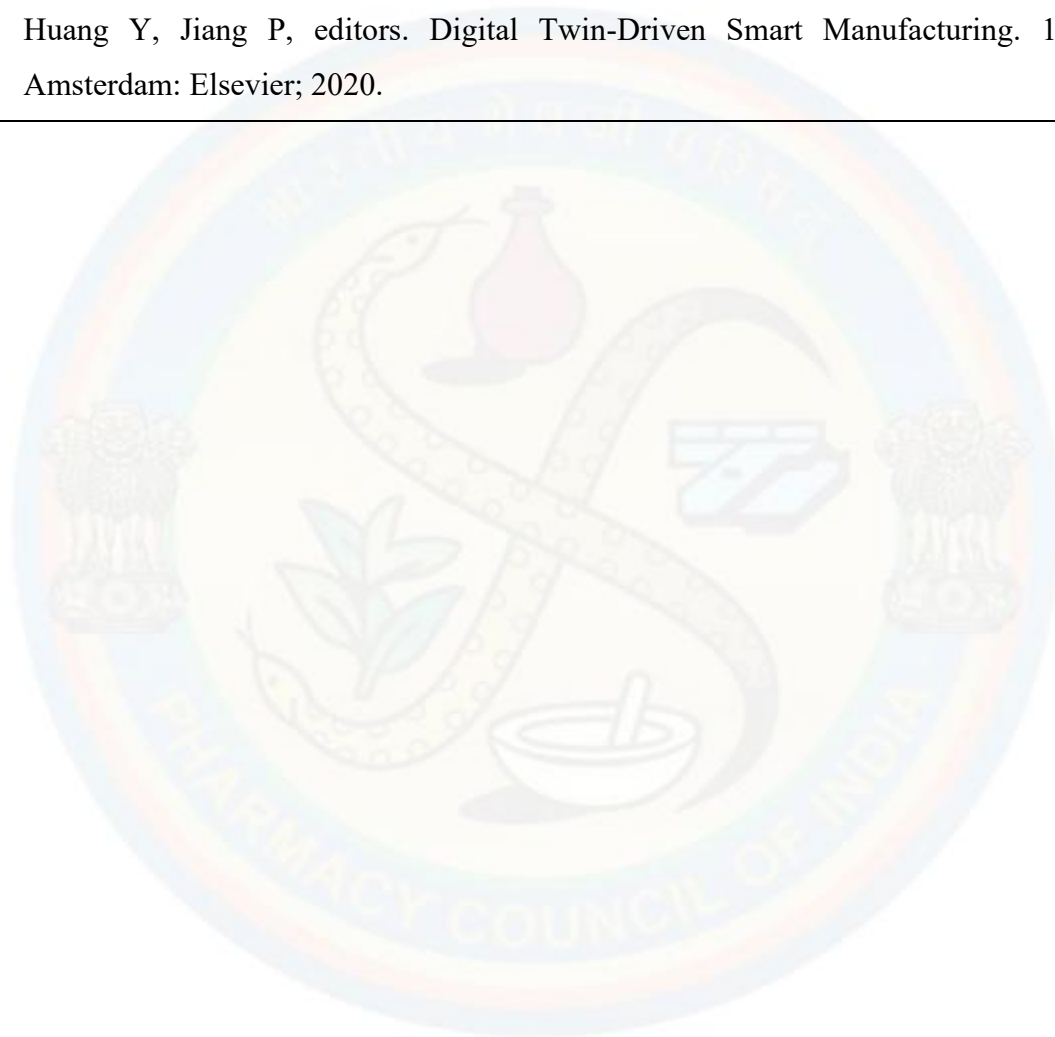 Huang Y, Jiang P, editors. Digital Twin-Driven Smart Manufacturing. 1
Amsterdam: Elsevier; 2020.
PHARMACY COUNCIL OF INDIA